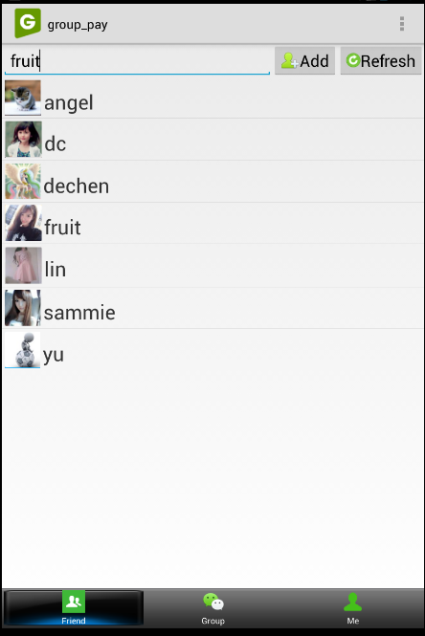 G group_pay
fruit Add Refresh
angel
dc
dechen
fruit
lin
sammie
yu
Friend Group Me